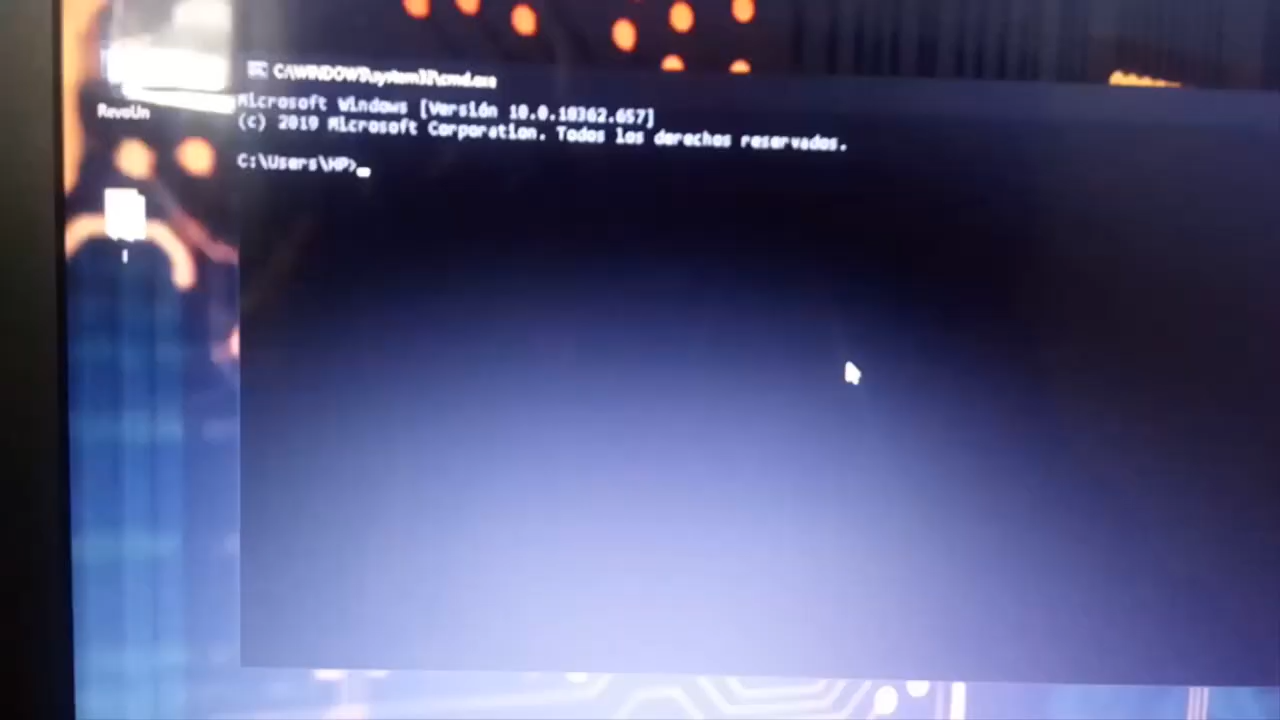 C:\WINDOWS\system32\cmd.exe
Microsoft Windows [Versión 10.0.18362.657]
(c) 2019 Microsoft Corporation. Todos los derechos reservados.
C:\Users\HP>
RevoUn